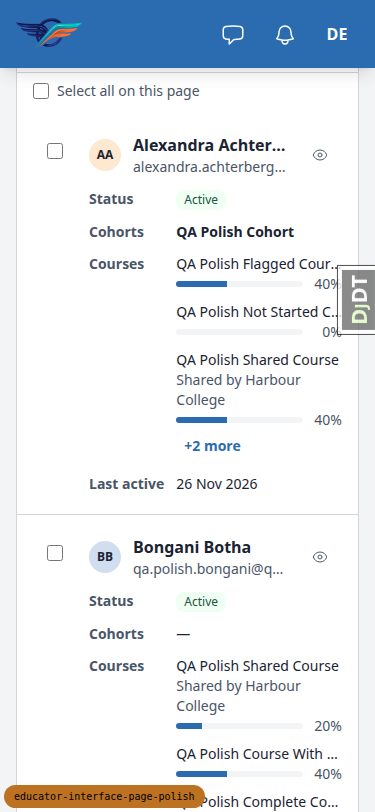 DE
Select all on this page
AA
Alexandra Achter...
alexandra.achterberg...
Status Active
Cohorts QA Polish Cohort
Courses QA Polish Flagged Cour...
40%
QA Polish Not Started C...
0%
DjDT
QA Polish Shared Course
Shared by Harbour
College
40%
+2 more
Last active 26 Nov 2026
BB
Bongani Botha
qa.polish.bongani@q...
Status Active
Cohorts —
Courses QA Polish Shared Course
Shared by Harbour
College
20%
QA Polish Course With ...
40%
educator-interface-page-polish
Polish Complete Co...